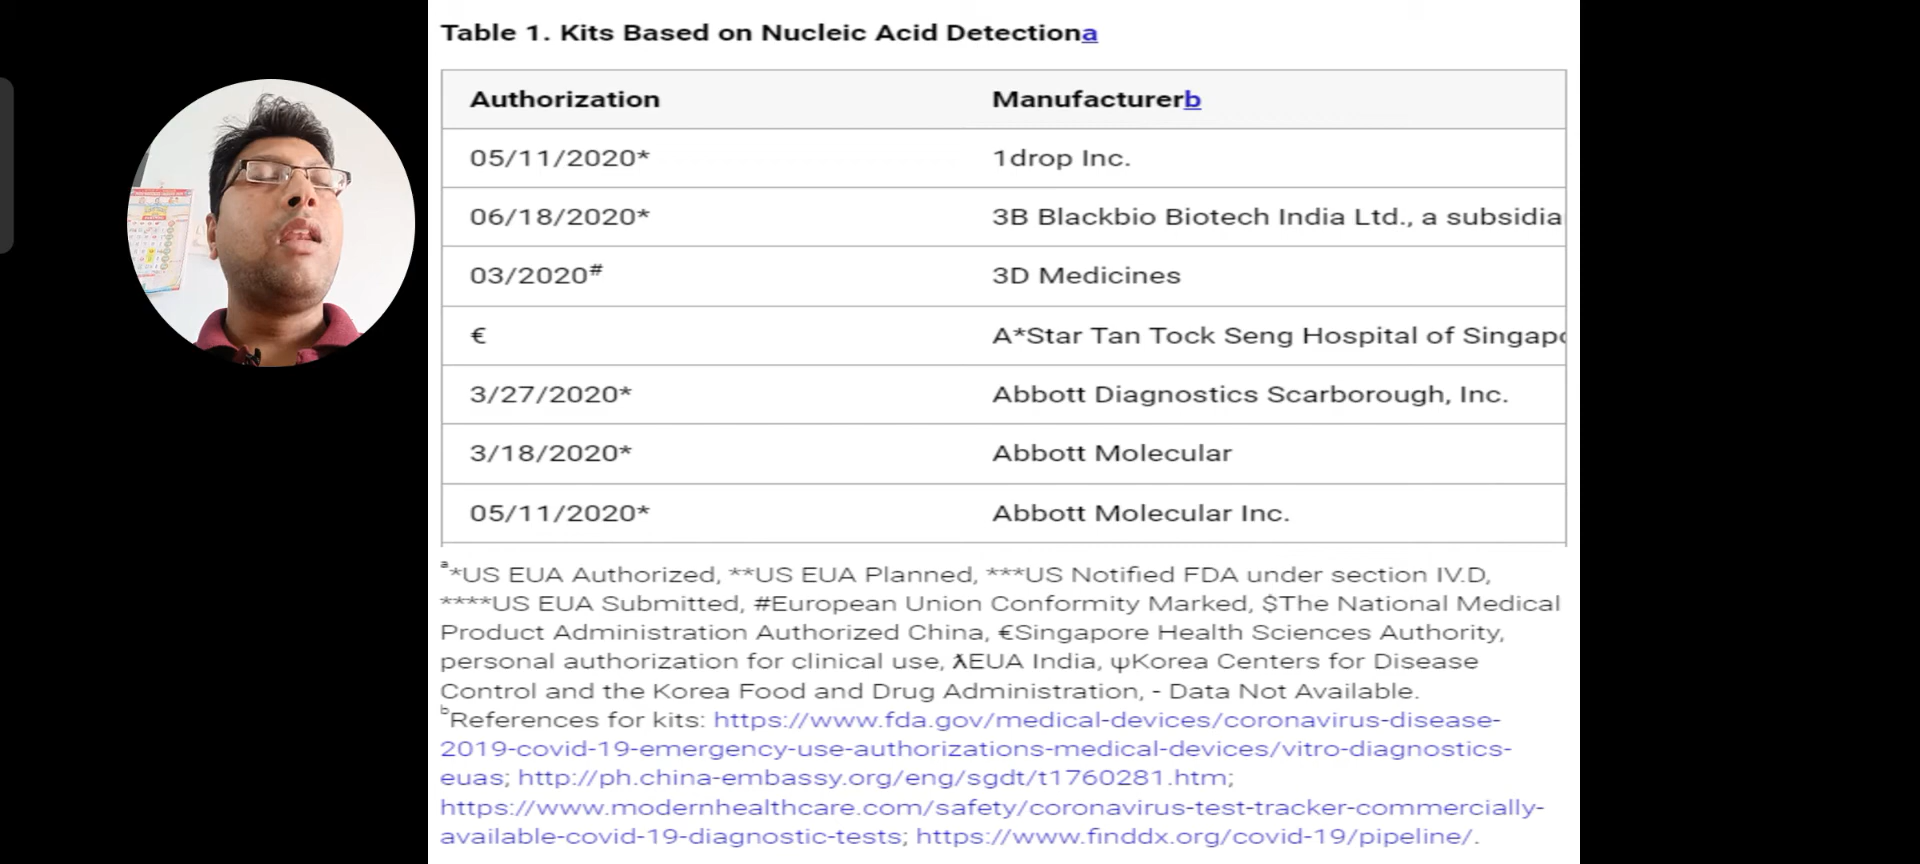 Table 1. Kits Based on Nucleic Acid Detectiona
Authorization Manufacturerb
05/11/2020* 1drop Inc.
06/18/2020* 3B Blackbio Biotech India Ltd., a subsidia
03/2020# 3D Medicines
€ A*Star Tan Tock Seng Hospital of Singapo
3/27/2020* Abbott Diagnostics Scarborough, Inc.
3/18/2020* Abbott Molecular
05/11/2020* Abbott Molecular Inc.
a*US EUA Authorized, **US EUA Planned, ***US Notified FDA under section IV.D,
****US EUA Submitted, #European Union Conformity Marked, $The National Medical
Product Administration Authorized China, €Singapore Health Sciences Authority,
personal authorization for clinical use, ƛEUA India, ψKorea Centers for Disease
Control and the Korea Food and Drug Administration, - Data Not Available.
bReferences for kits: https://www.fda.gov/medical-devices/coronavirus-disease-
2019-covid-19-emergency-use-authorizations-medical-devices/vitro-diagnostics-
euas; http://ph.china-embassy.org/eng/sgdt/t1760281.htm;
https://www.modernhealthcare.com/safety/coronavirus-test-tracker-commercially-
available-covid-19-diagnostic-tests; https://www.finddx.org/covid-19/pipeline/.